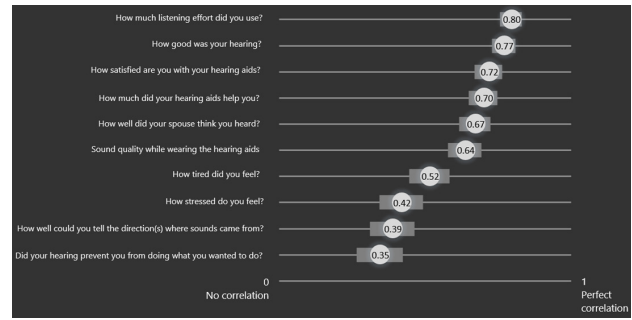 How much listening effort did you use? 0.80
How good was your hearing? 0.77
How satisfied are you with your hearing aids? 0.72
How much did your hearing aids help you? 0.70
How well did your spouse think you heard? 0.67
Sound quality while wearing the hearing aids 0.64
How tired did you feel? 0.52
How stressed do you feel? 0.42
How well could you tell the direction(s) where sounds came from? 0.39
Did your hearing prevent you from doing what you wanted to do? 0.35
0 1
No correlation Perfect
correlation